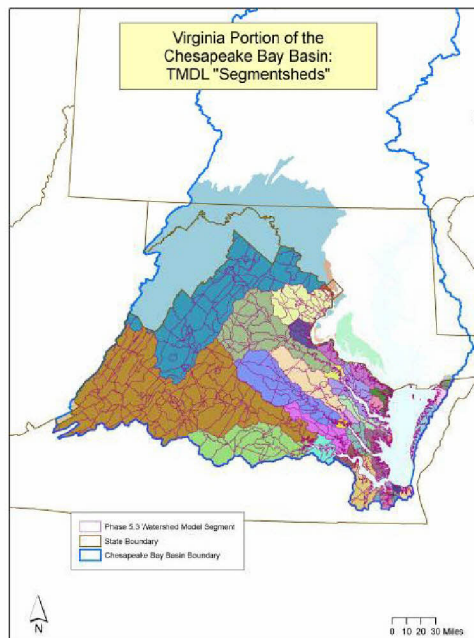 Virginia Portion of the
Chesapeake Bay Basin:
TMDL "Segmentsheds"
Phase 5.3 Watershed Model Segment
State Boundary
Chesapeake Bay Basin Boundary
N
0 10 20 30 Miles